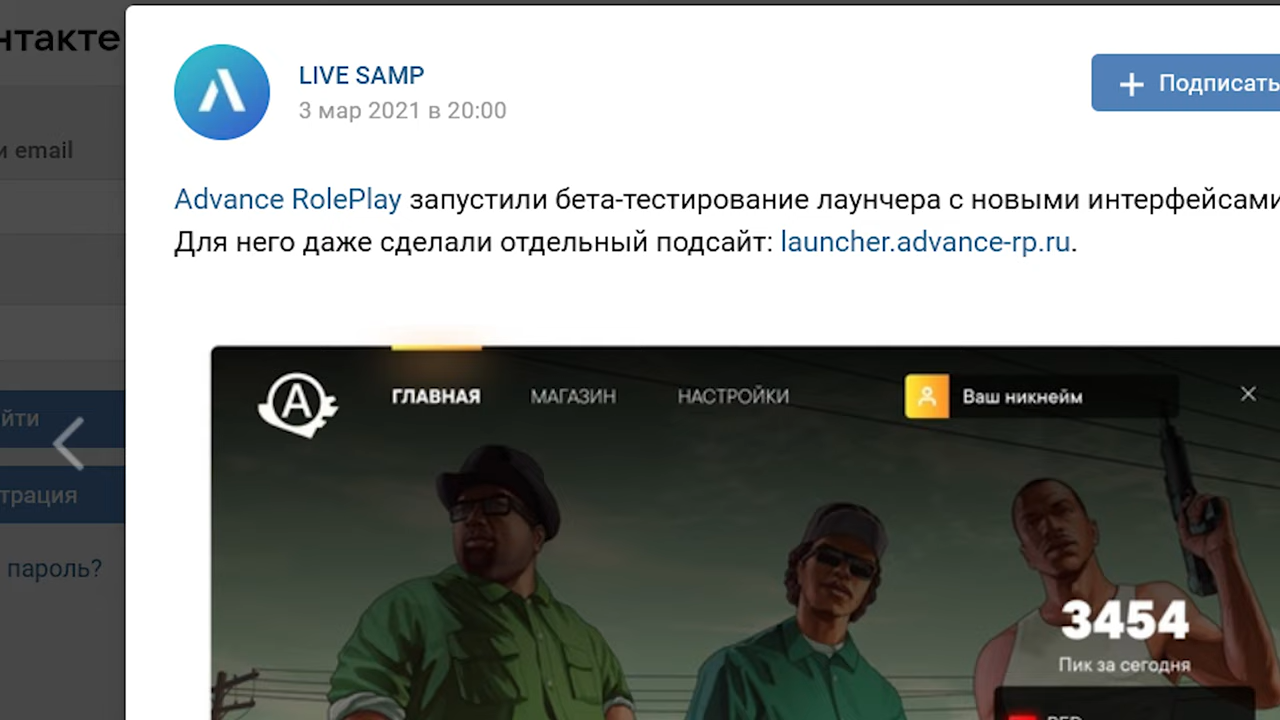 нтакте
LIVE SAMP
3 мар 2021 в 20:00
Подписать
и email
Advance RolePlay запустили бета-тестирование лаунчера с новыми интерфейсами
Для него даже сделали отдельный подсайт: launcher.advance-rp.ru.
A
ГЛАВНАЯ
МАГАЗИН
НАСТРОЙКИ
Ваш никнейм
йти
трация
пароль?
3454
Пик за сегодня